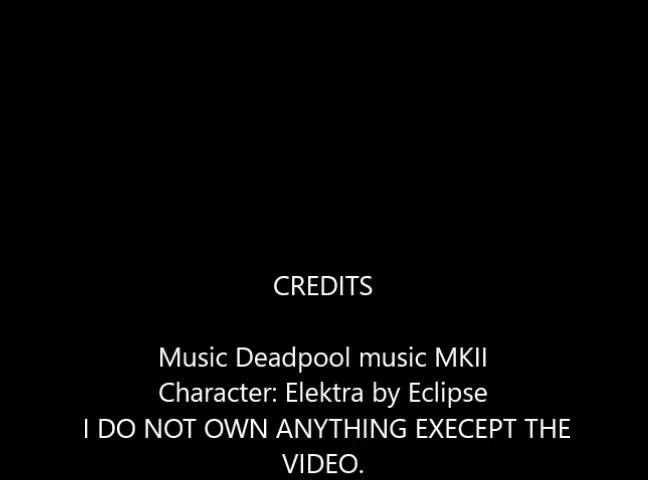 CREDITS
Music Deadpool music MKII
Character: Elektra by Eclipse
I DO NOT OWN ANYTHING EXECEPT THE
VIDEO.